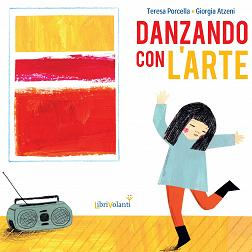 Teresa Porcella • Giorgia Atzeni
DANZANDO
CON L'ARTE
LibriVolanti